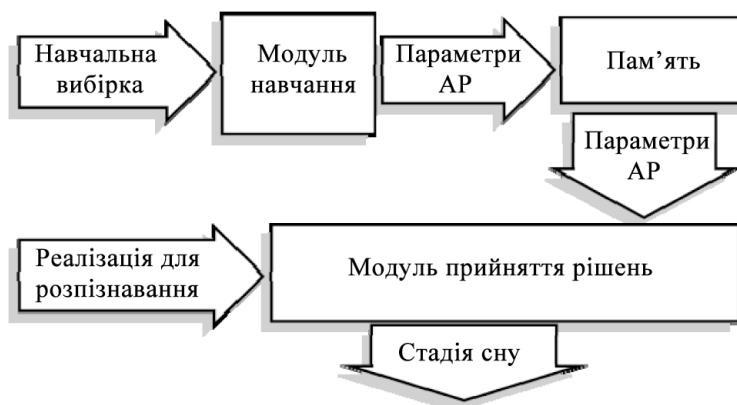 Навчальна
вибірка
Модуль
навчання
Параметри
АР
Пам’ять
Параметри
АР
Реалізація для
розпізнавання
Модуль прийняття рішень
Стадія сну